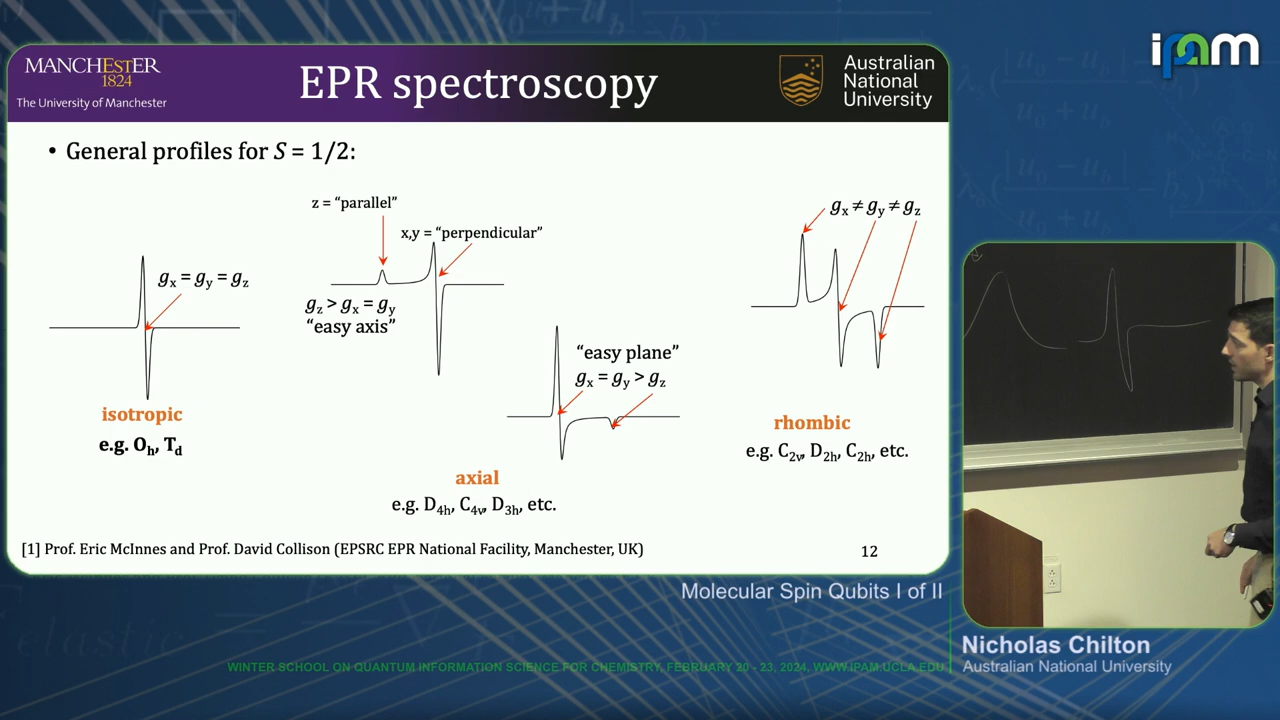 ipam
MANCHESTER
1824
The University of Manchester
EPR spectroscopy
Australian
National
University
• General profiles for S = 1/2:
z = “parallel”
x,y = “perpendicular”
gx ≠ gy ≠ gz
gx = gy = gz
gz > gx = gy
“easy axis”
“easy plane”
gx = gy > gz
isotropic
e.g. Oh, Td
rhombic
e.g. C2v, D2h, C2h, etc.
axial
e.g. D4h, C4v, D3h, etc.
[1] Prof. Eric McInnes and Prof. David Collison (EPSRC EPR National Facility, Manchester, UK)
12
Molecular Spin Qubits I of II
Nicholas Chilton
Australian National University
WINTER SCHOOL ON QUANTUM INFORMATION SCIENCE FOR CHEMISTRY, FEBRUARY 20 - 23, 2024, WWW.IPAM.UCLA.EDU
elastic